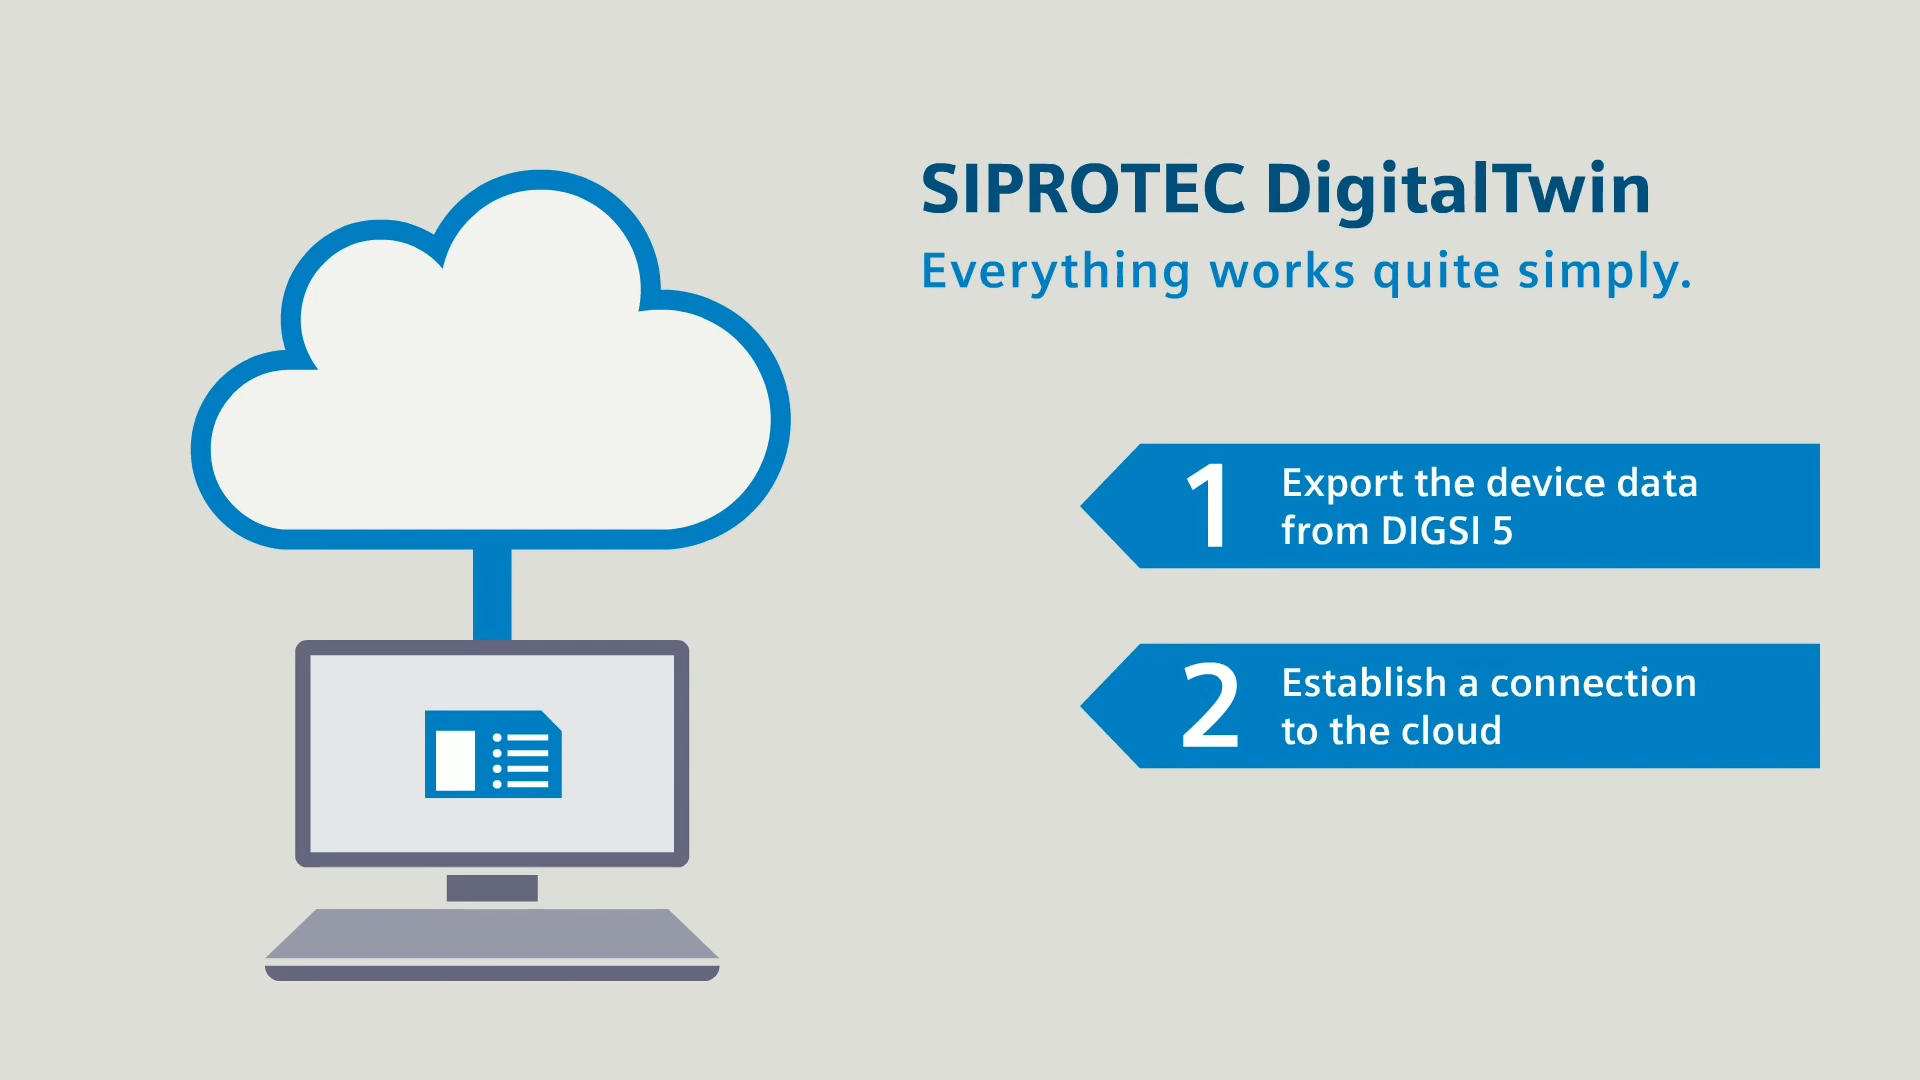 SIPROTEC DigitalTwin
Everything works quite simply.
1
Export the device data
from DIGSI 5
2
Establish a connection
to the cloud